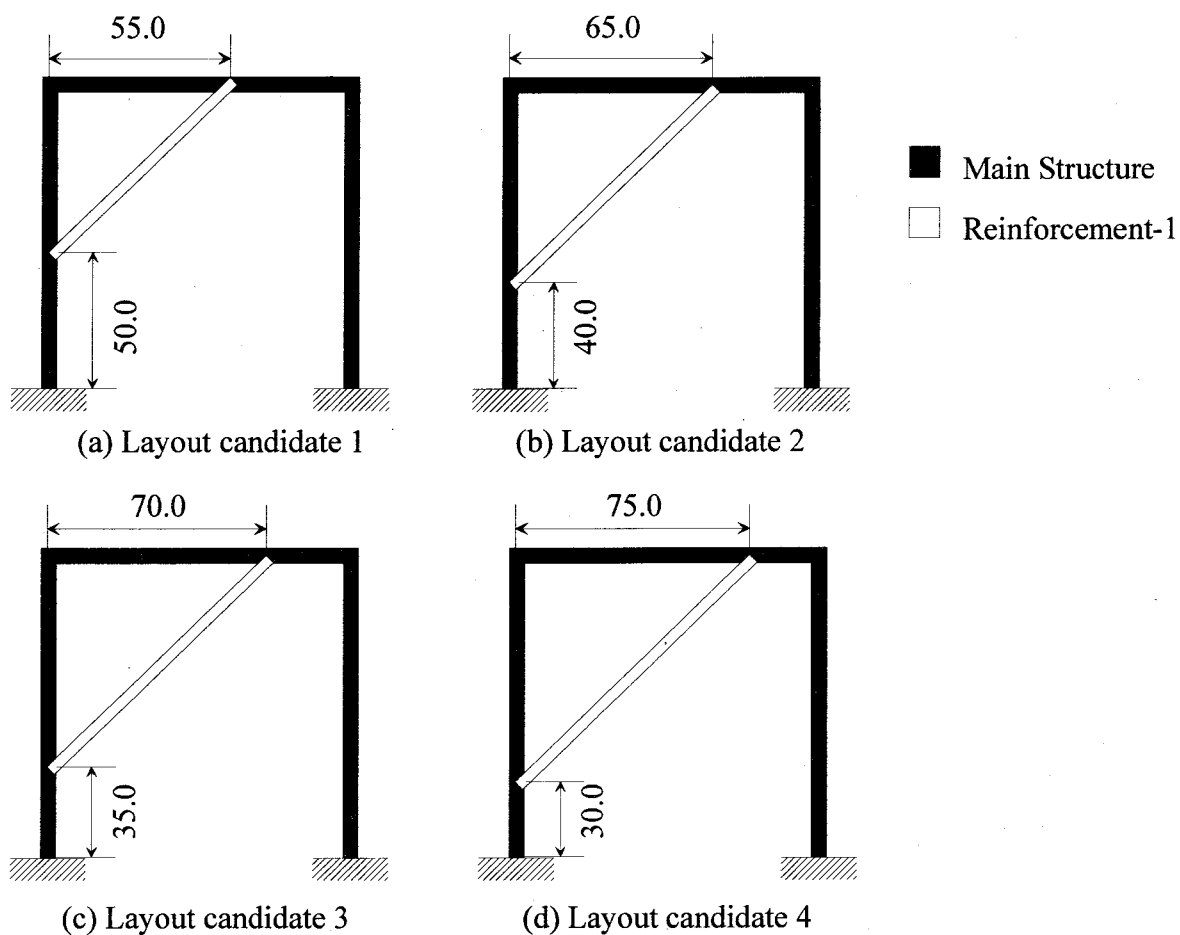 55.0
65.0
Main Structure
Reinforcement-1
50.0
40.0
(a) Layout candidate 1
(b) Layout candidate 2
70.0
75.0
35.0
30.0
(c) Layout candidate 3
(d) Layout candidate 4